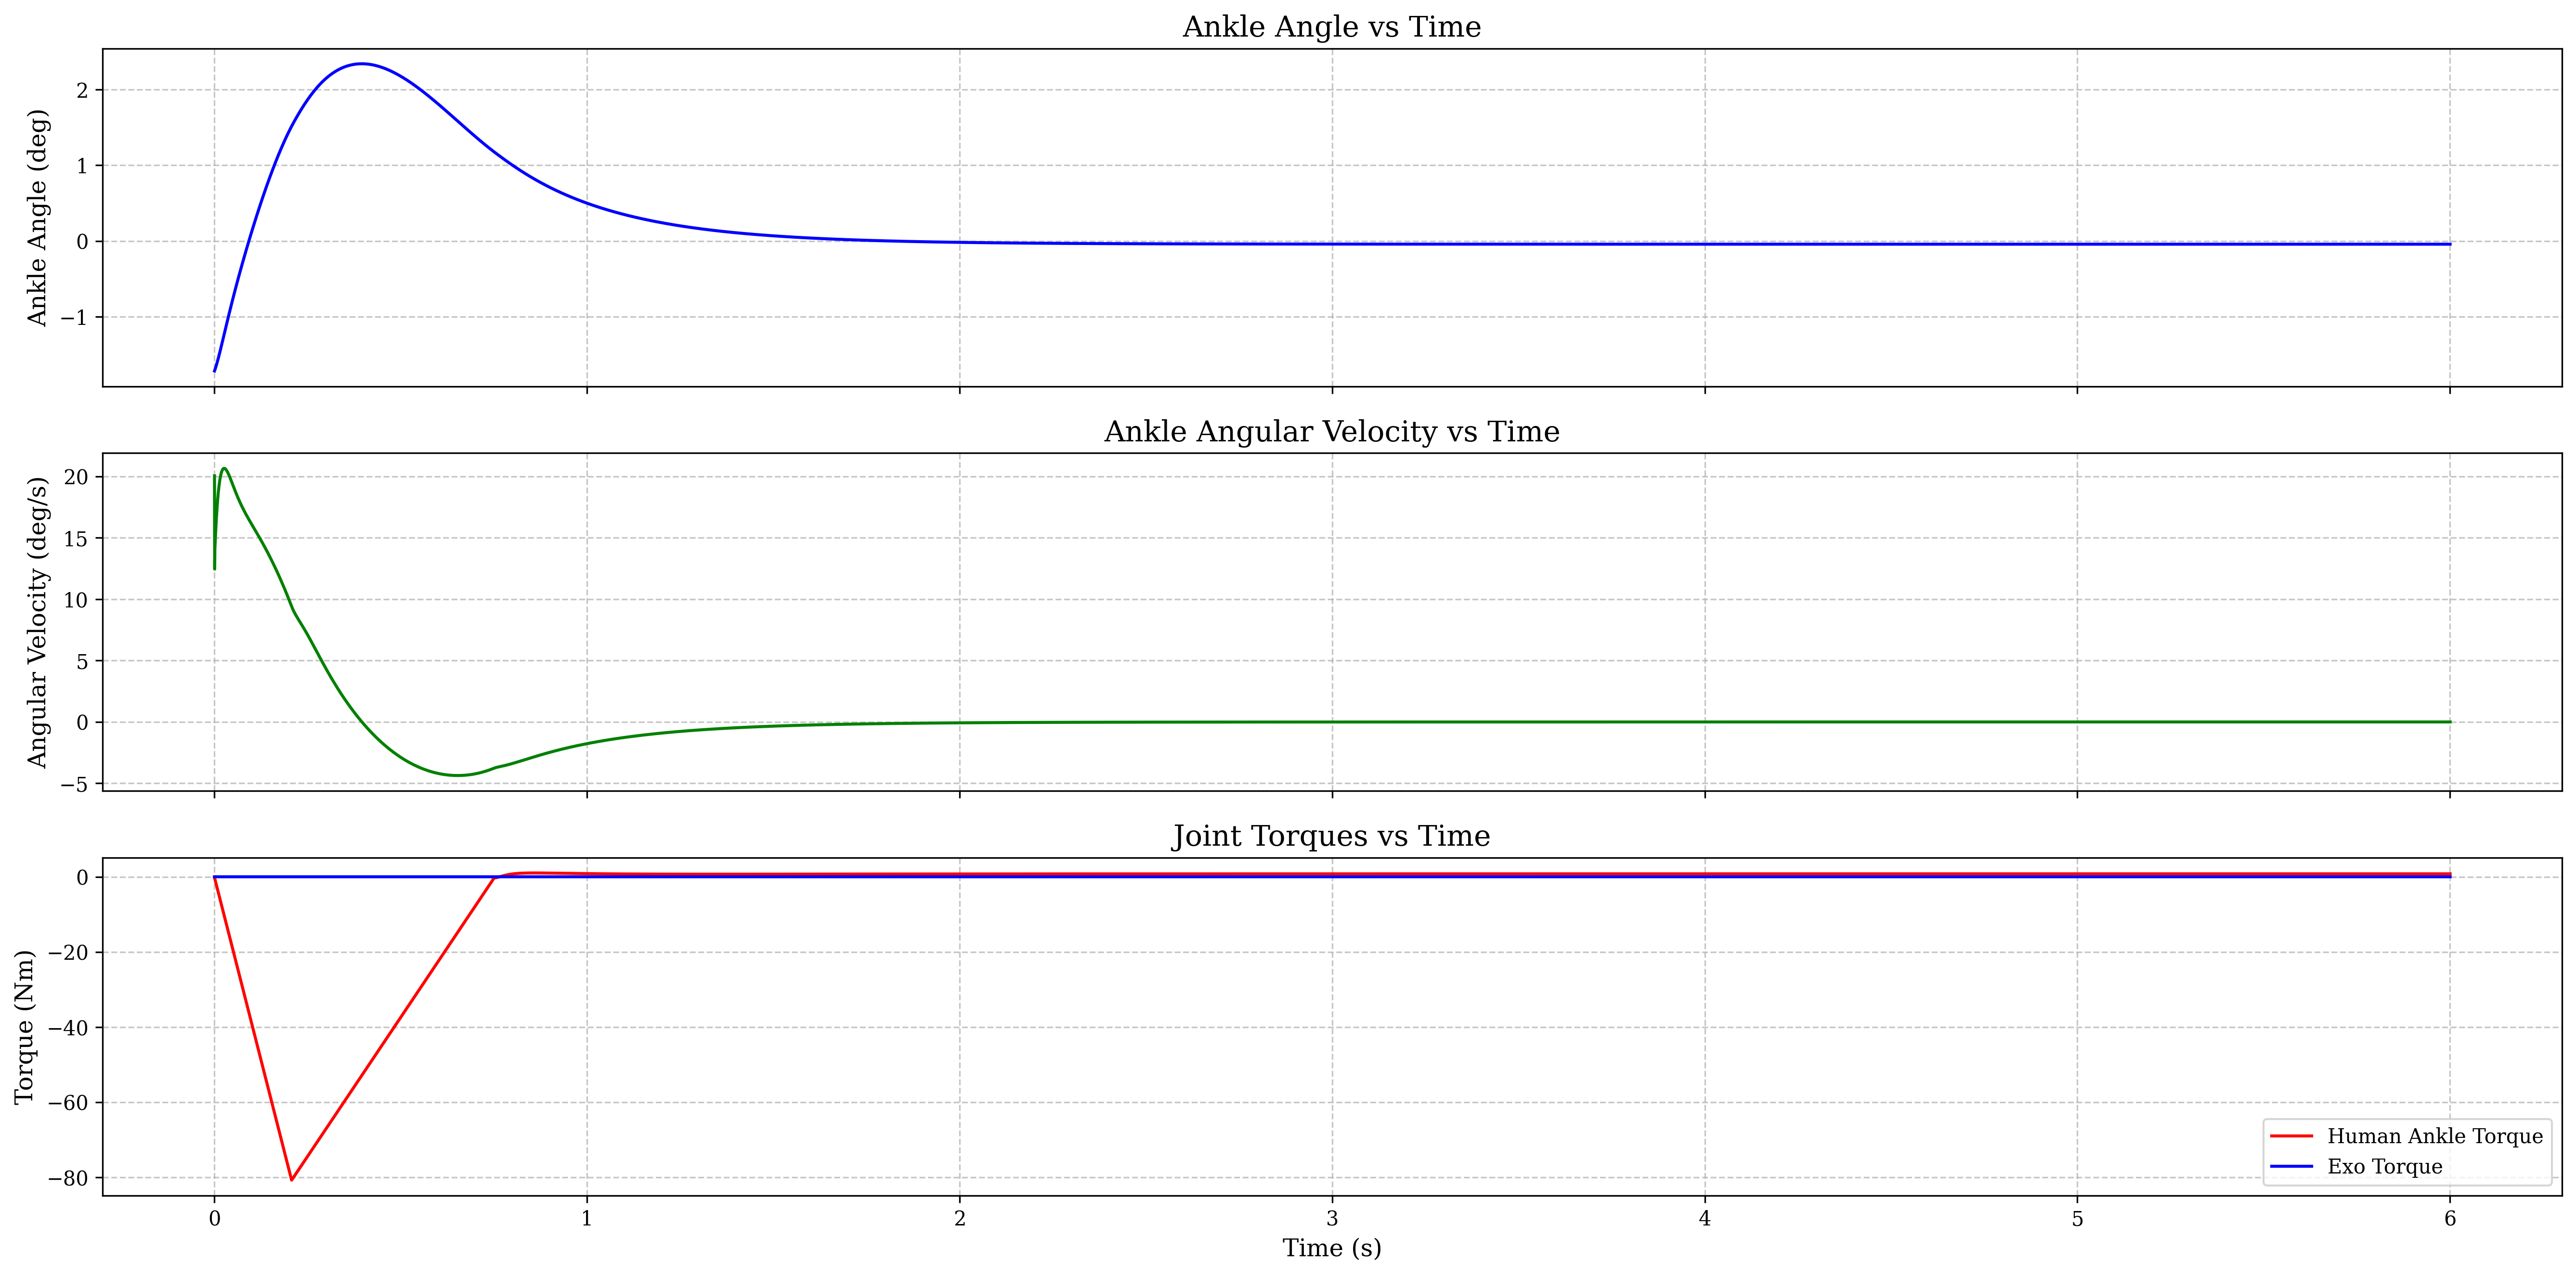 Ankle Angle vs Time
Ankle Angle (deg)
2
1
0
−1
Ankle Angular Velocity vs Time
Angular Velocity (deg/s)
20
15
10
5
0
−5
Joint Torques vs Time
Torque (Nm)
0
−20
−40
−60
−80
Human Ankle Torque
Exo Torque
0 1 2 3 4 5 6
Time (s)